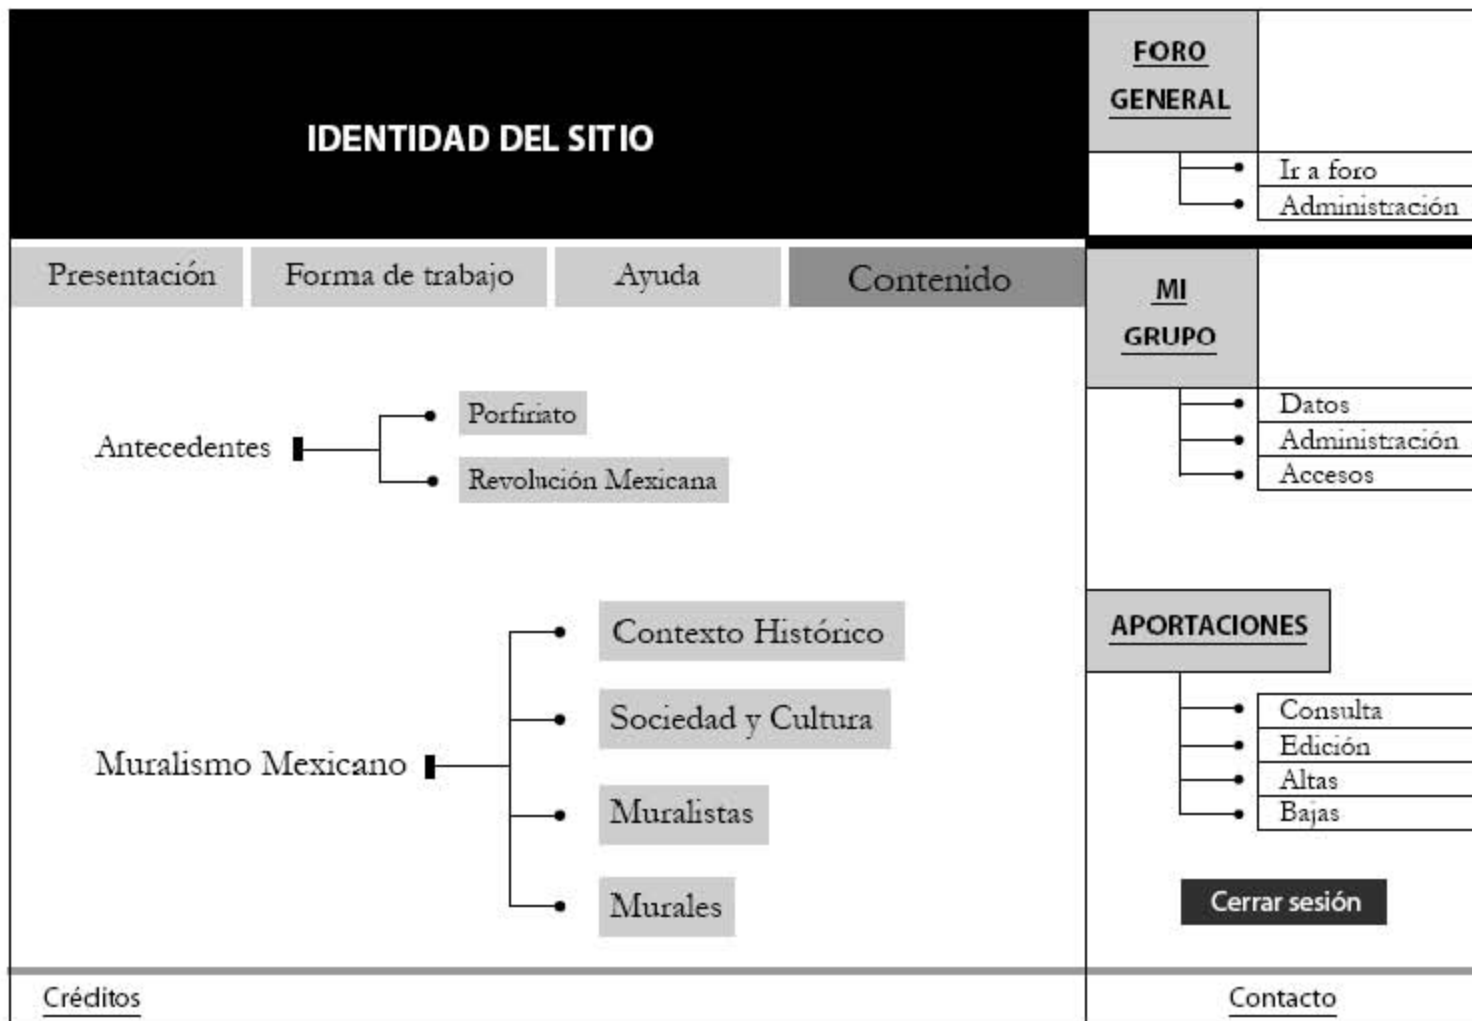 IDENTIDAD DEL SITIO
FORO
GENERAL
Ir a foro
Administración
Presentación
Forma de trabajo
Ayuda
Contenido
MI
GRUPO
Datos
Administración
Accesos
Antecedentes
Porfiriato
Revolución Mexicana
Muralismo Mexicano
Contexto Histórico
Sociedad y Cultura
Muralistas
Murales
APORTACIONES
Consulta
Edición
Altas
Bajas
Cerrar sesión
Créditos
Contacto